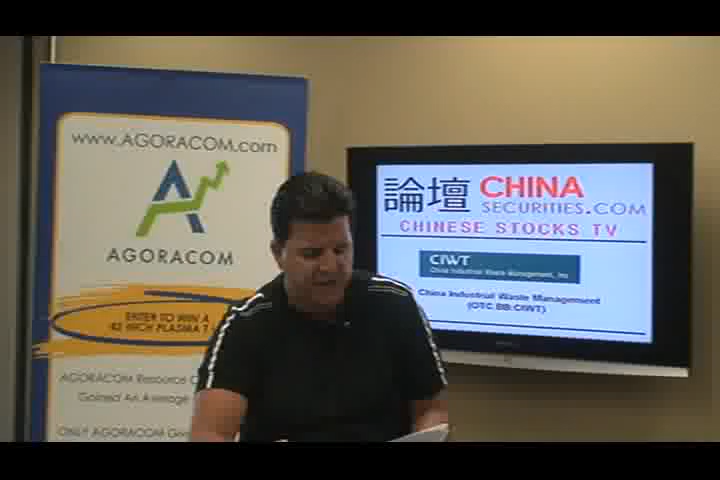 www.AGORACOM.com
AGORACOM
ENTER TO WIN A
42 INCH PLASMA T
AGORACOM Resource C
Gained An Average
ONLY AGORACOM Giv
論壇 CHINA
SECURITIES.COM
CHINESE STOCKS TV
CIWT
China Industrial Waste Management, Inc
China Industrial Waste Management
(OTC BB:CIWT)